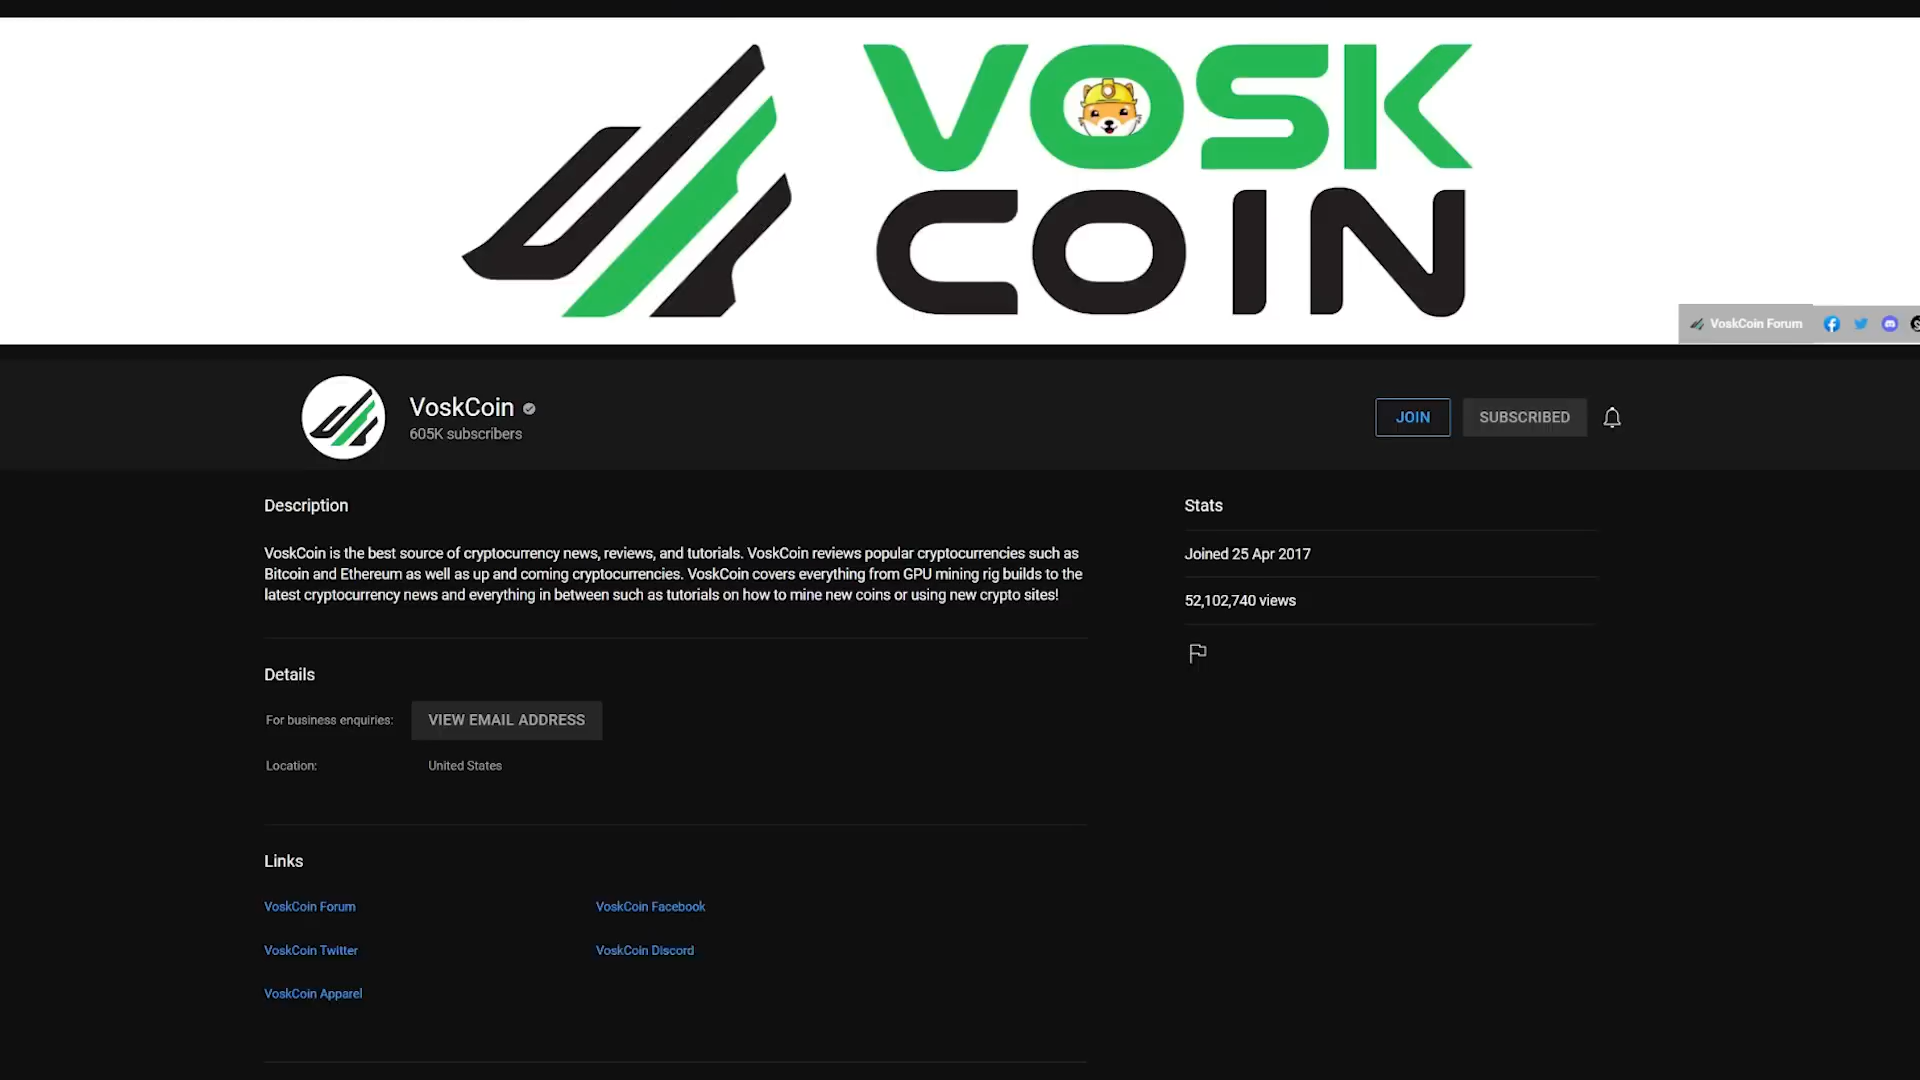 VOSK
COIN
VoskCoin Forum
VoskCoin
605K subscribers
JOIN
SUBSCRIBED
Description
VoskCoin is the best source of cryptocurrency news, reviews, and tutorials. VoskCoin reviews popular cryptocurrencies such as
Bitcoin and Ethereum as well as up and coming cryptocurrencies. VoskCoin covers everything from GPU mining rig builds to the
latest cryptocurrency news and everything in between such as tutorials on how to mine new coins or using new crypto sites!
Stats
Joined 25 Apr 2017
52,102,740 views
Details
For business enquiries:
VIEW EMAIL ADDRESS
Location:
United States
Links
VoskCoin Forum
VoskCoin Facebook
VoskCoin Twitter
VoskCoin Discord
VoskCoin Apparel